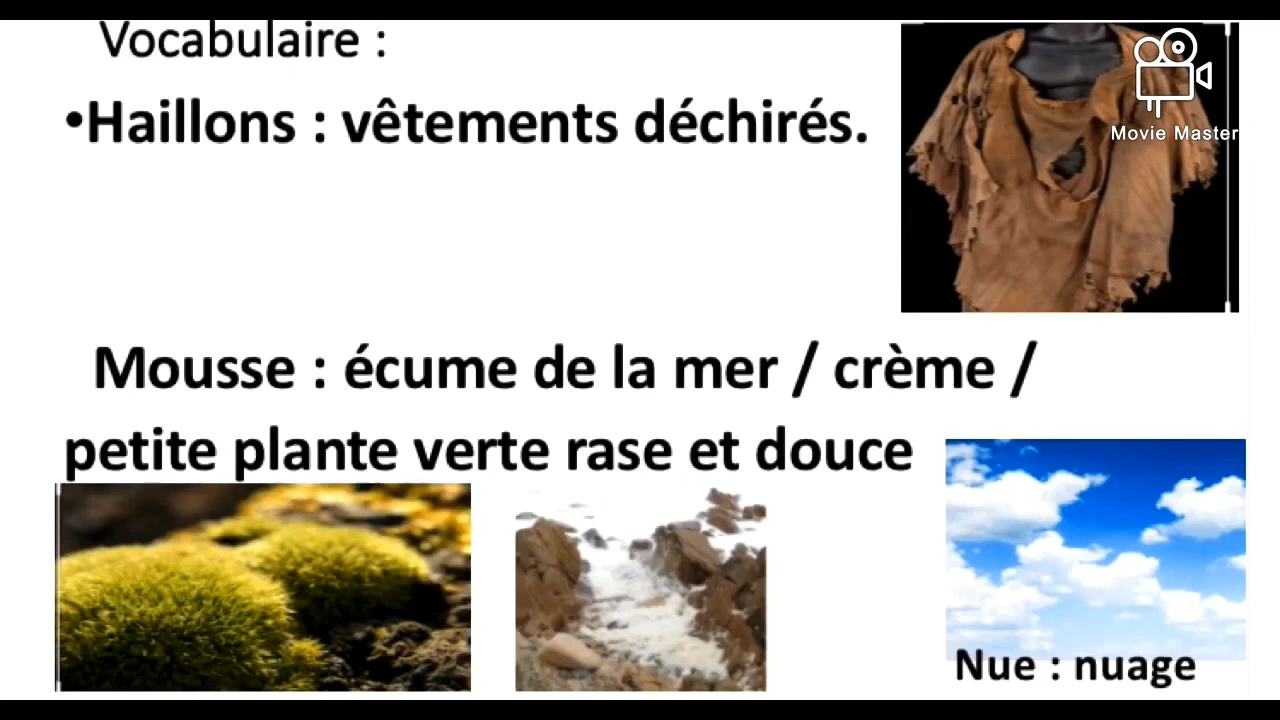 Vocabulaire :
•Haillons : vêtements déchirés.
Movie Master
Mousse : écume de la mer / crème /
petite plante verte rase et douce
Nue : nuage